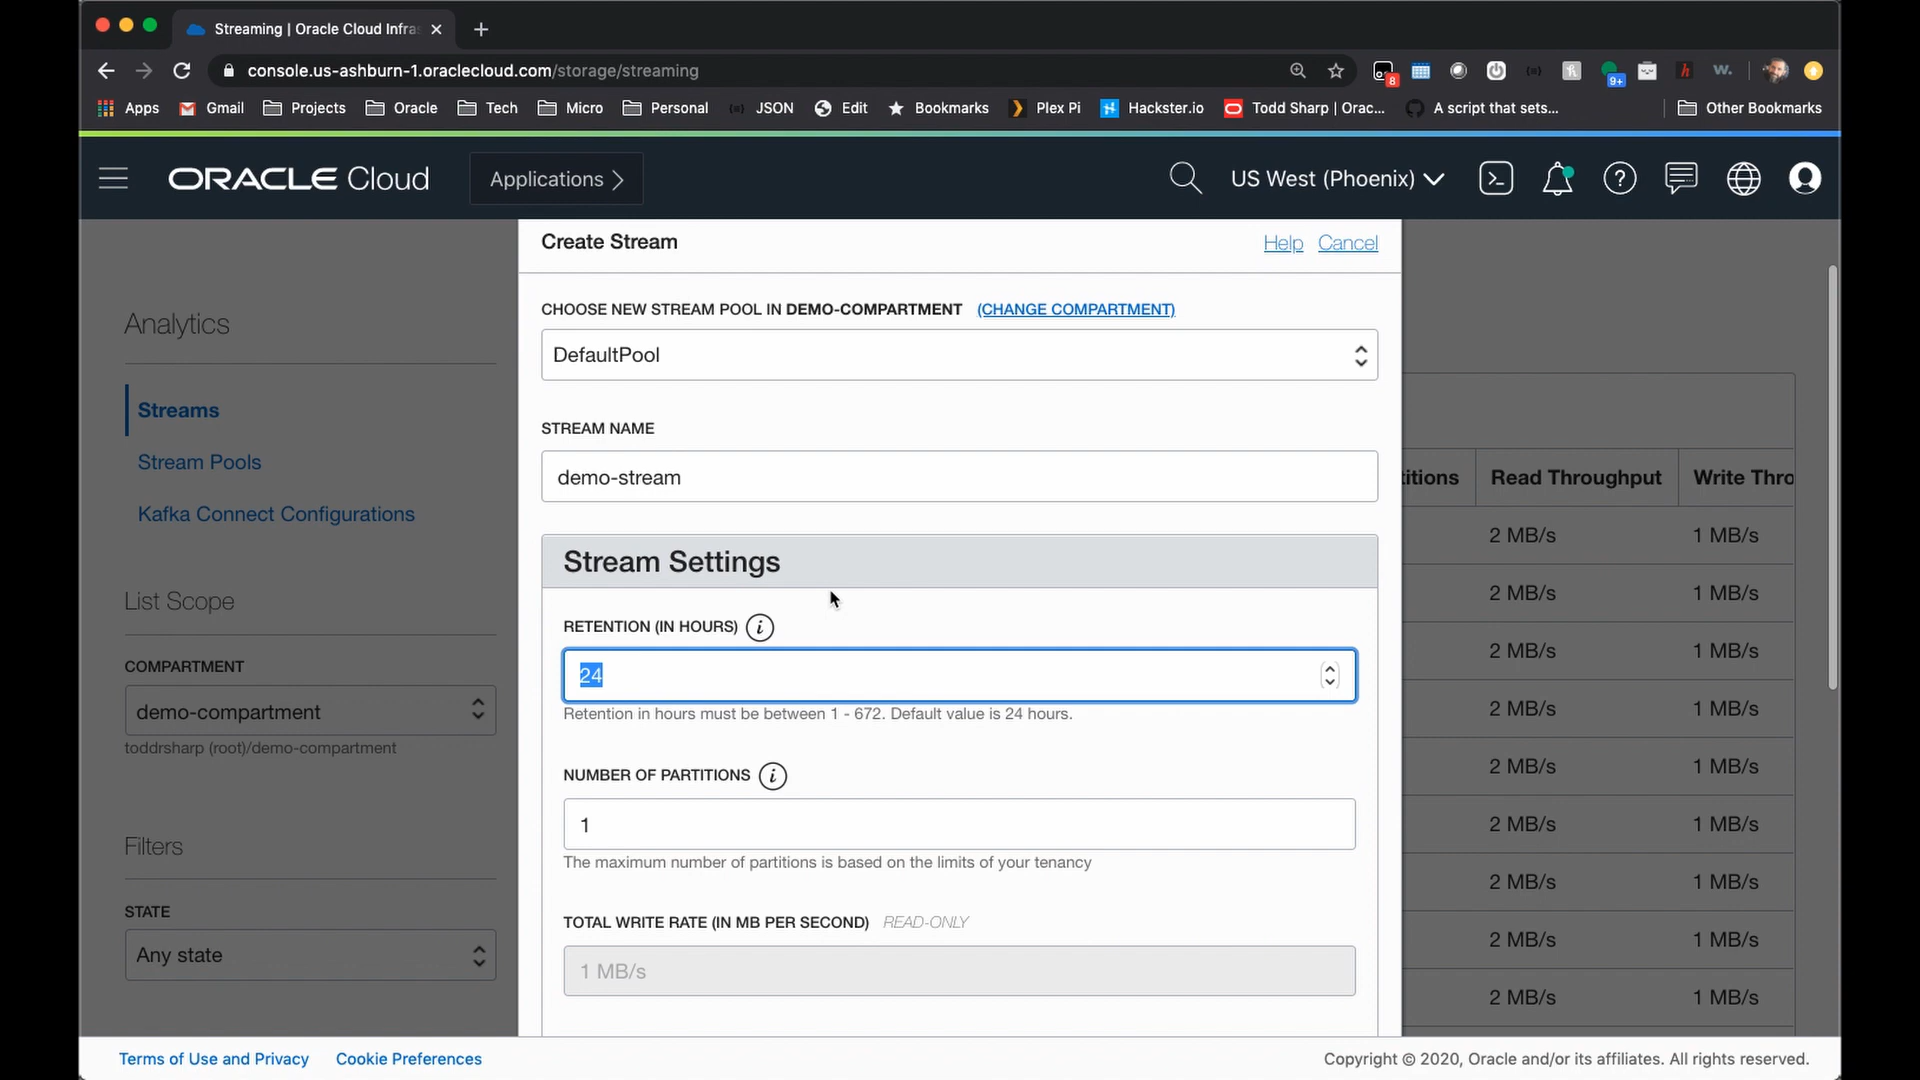 Streaming | Oracle Cloud Infras
console.us-ashburn-1.oraclecloud.com/storage/streaming
8
9+
h
w.
Apps
Gmail
Projects
Oracle
Tech
Micro
Personal
JSON
Edit
Bookmarks
Plex Pi
Hackster.io
Todd Sharp | Orac...
A script that sets...
Other Bookmarks
ORACLE Cloud
Applications
US West (Phoenix)
Create Stream
Help Cancel
CHOOSE NEW STREAM POOL IN DEMO-COMPARTMENT (CHANGE COMPARTMENT)
DefaultPool
STREAM NAME
demo-stream
Stream Settings
RETENTION (IN HOURS)
24
Retention in hours must be between 1 - 672. Default value is 24 hours.
NUMBER OF PARTITIONS
1
The maximum number of partitions is based on the limits of your tenancy
TOTAL WRITE RATE (IN MB PER SECOND) READ-ONLY
1 MB/s
Analytics
Streams
Stream Pools
Kafka Connect Configurations
List Scope
COMPARTMENT
demo-compartment
toddrsharp (root)/demo-compartment
Filters
STATE
Any state
titions Read Throughput Write Thro
2 MB/s 1 MB/s
2 MB/s 1 MB/s
2 MB/s 1 MB/s
2 MB/s 1 MB/s
2 MB/s 1 MB/s
2 MB/s 1 MB/s
2 MB/s 1 MB/s
2 MB/s 1 MB/s
2 MB/s 1 MB/s
Terms of Use and Privacy Cookie Preferences
Copyright © 2020, Oracle and/or its affiliates. All rights reserved.